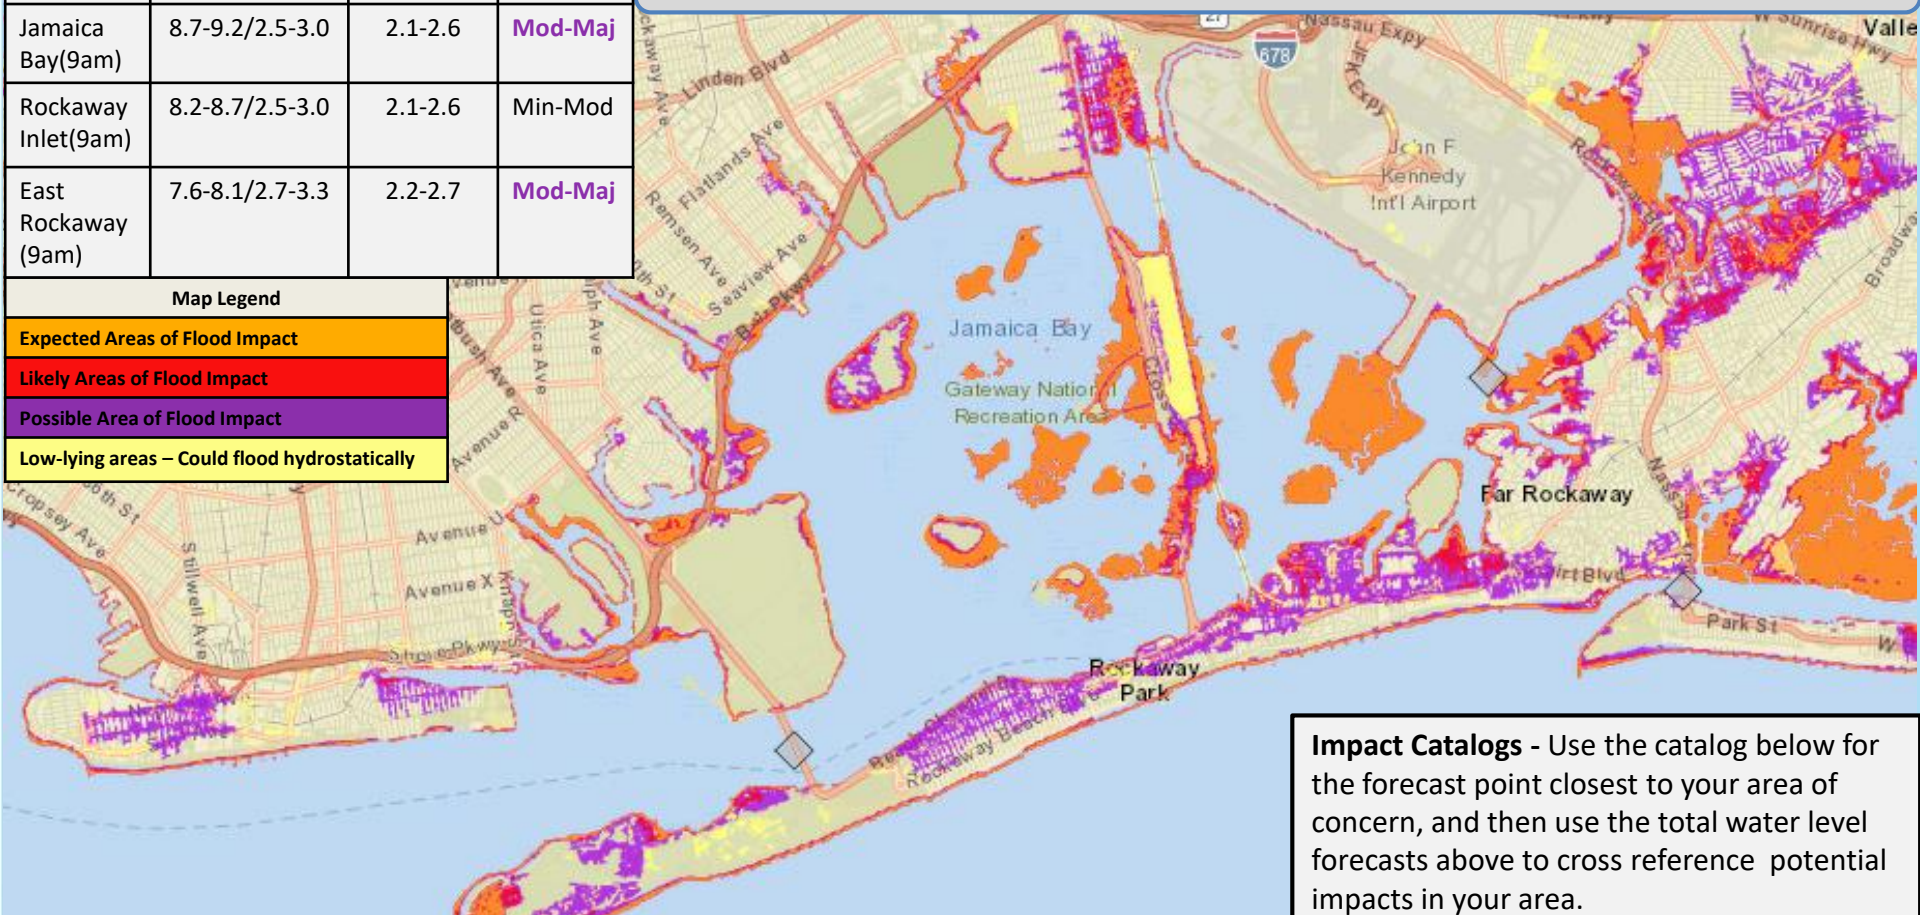 Jamaica
Bay(9am)
8.7-9.2/2.5-3.0
2.1-2.6
Mod-Maj
Rockaway
Inlet(9am)
8.2-8.7/2.5-3.0
2.1-2.6
Min-Mod
East
Rockaway
(9am)
7.6-8.1/2.7-3.3
2.2-2.7
Mod-Maj
Map Legend
Expected Areas of Flood Impact
Likely Areas of Flood Impact
Possible Area of Flood Impact
Low-lying areas – Could flood hydrostatically
27
Nassau Expy
678
JFK Expy
W Sunrise Hwy
Valle
Linden Blvd
Flatlands Ave
Remsen Ave
Seaview Ave
John F
Kennedy
Int'l Airport
Broadway
Utica Ave
Jamaica Bay
Gateway National
Recreation Area
Cross
Avenue R
Avenue U
Avenue X
Cropsey Ave
Stillwell Ave
Far Rockaway
Park St
W
Rockaway
Park
Rockaway Beach
Impact Catalogs - Use the catalog below for
the forecast point closest to your area of
concern, and then use the total water level
forecasts above to cross reference potential
impacts in your area.